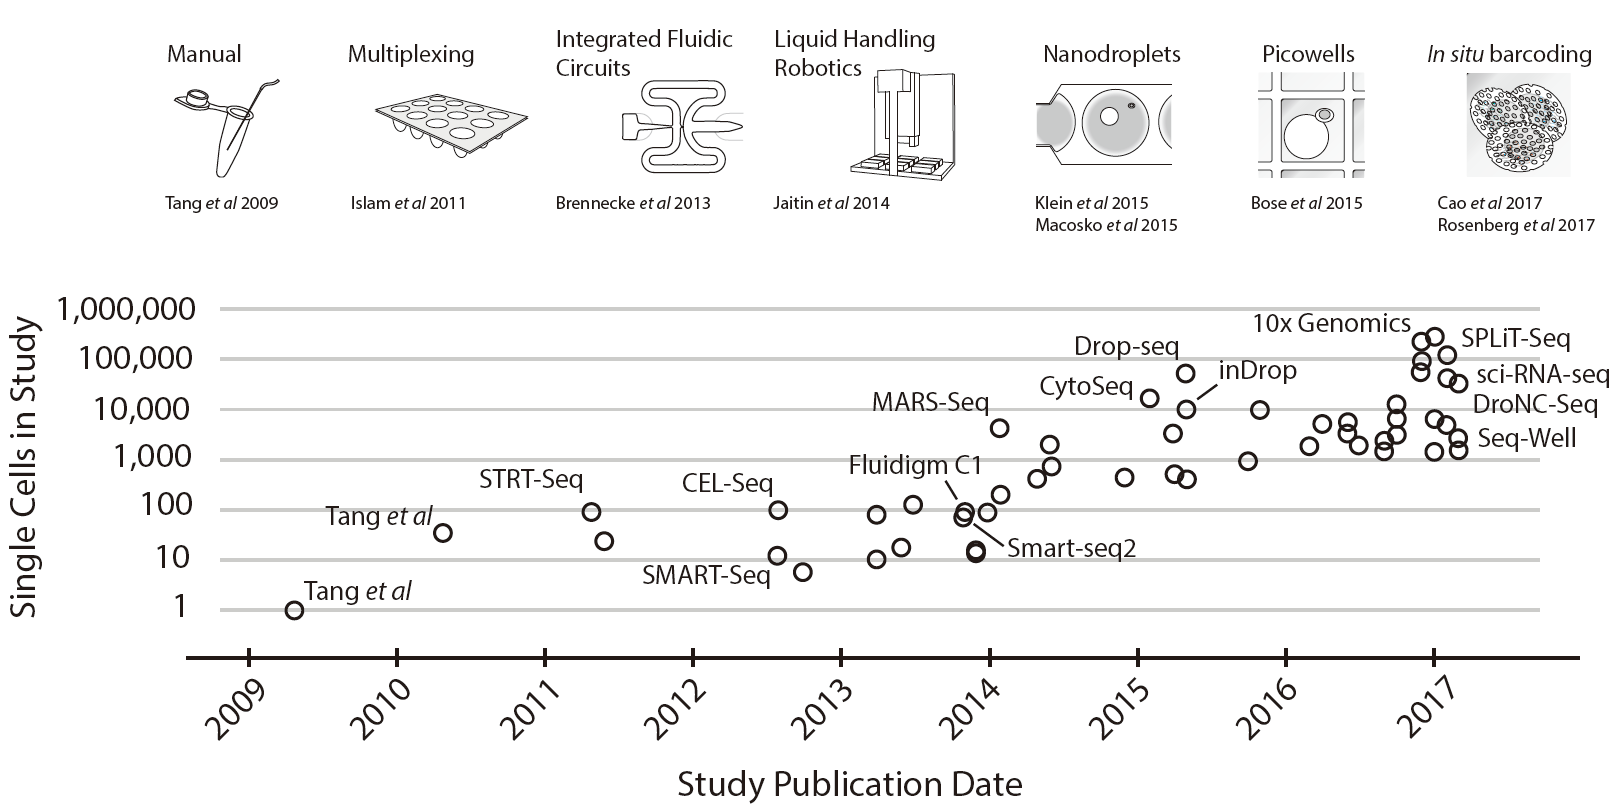 Manual
Multiplexing
Integrated Fluidic
Circuits
Liquid Handling
Robotics
Nanodroplets
Picowells
In situ barcoding
Tang et al 2009
Islam et al 2011
Brennecke et al 2013
Jaitin et al 2014
Klein et al 2015
Macosko et al 2015
Bose et al 2015
Cao et al 2017
Rosenberg et al 2017
Single Cells in Study
1,000,000
100,000
10,000
1,000
100
10
1
Tang et al
Tang et al
STRT-Seq
CEL-Seq
SMART-Seq
Fluidigm C1
Smart-seq2
MARS-Seq
CytoSeq
Drop-seq
inDrop
10x Genomics
SPLiT-Seq
sci-RNA-seq
DroNC-Seq
Seq-Well
2009
2010
2011
2012
2013
2014
2015
2016
2017
Study Publication Date